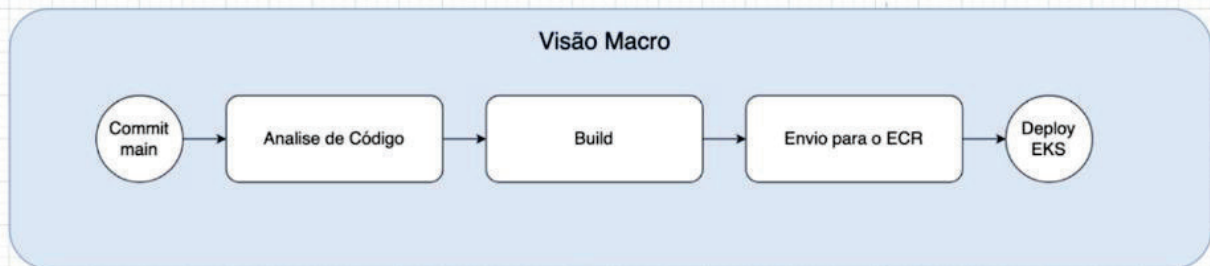 Visão Macro
Commit
main
Analise de Código
Build
Envio para o ECR
Deploy
EKS